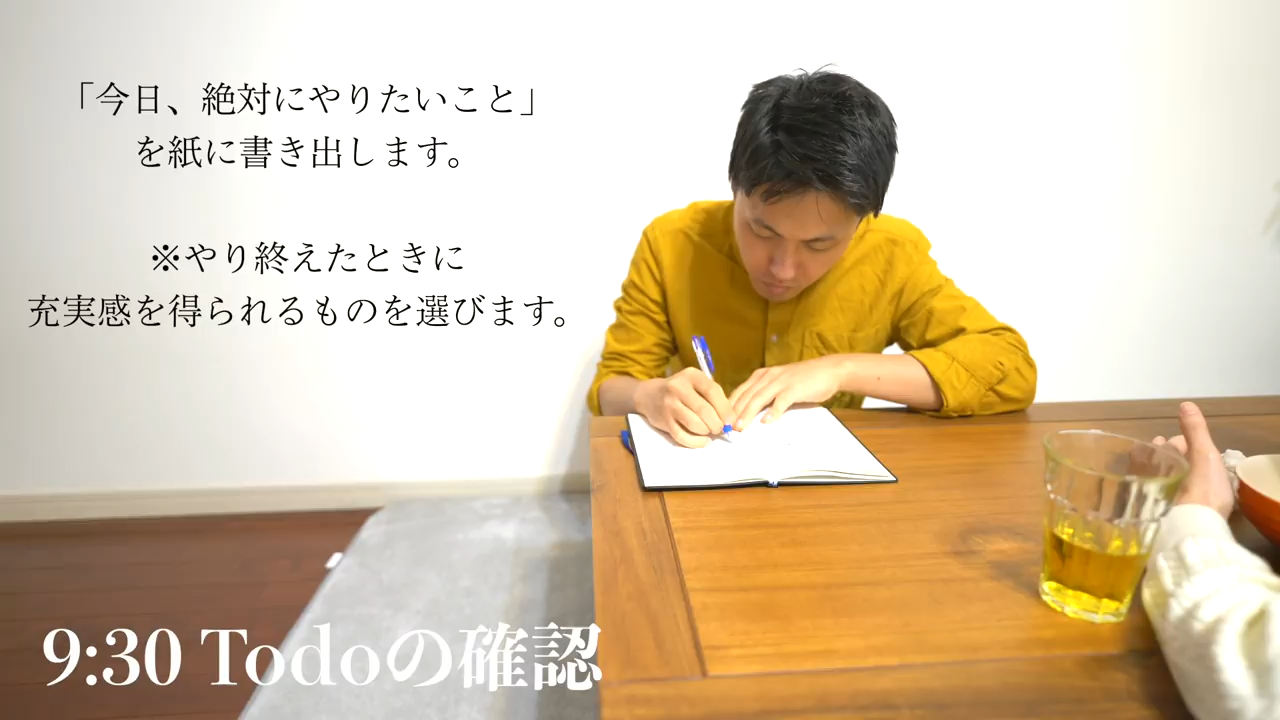 「今日、絶対にやりたいこと」
を紙に書き出します。
※やり終えたときに
充実感を得られるものを選びます。
9:30 Todoの確認